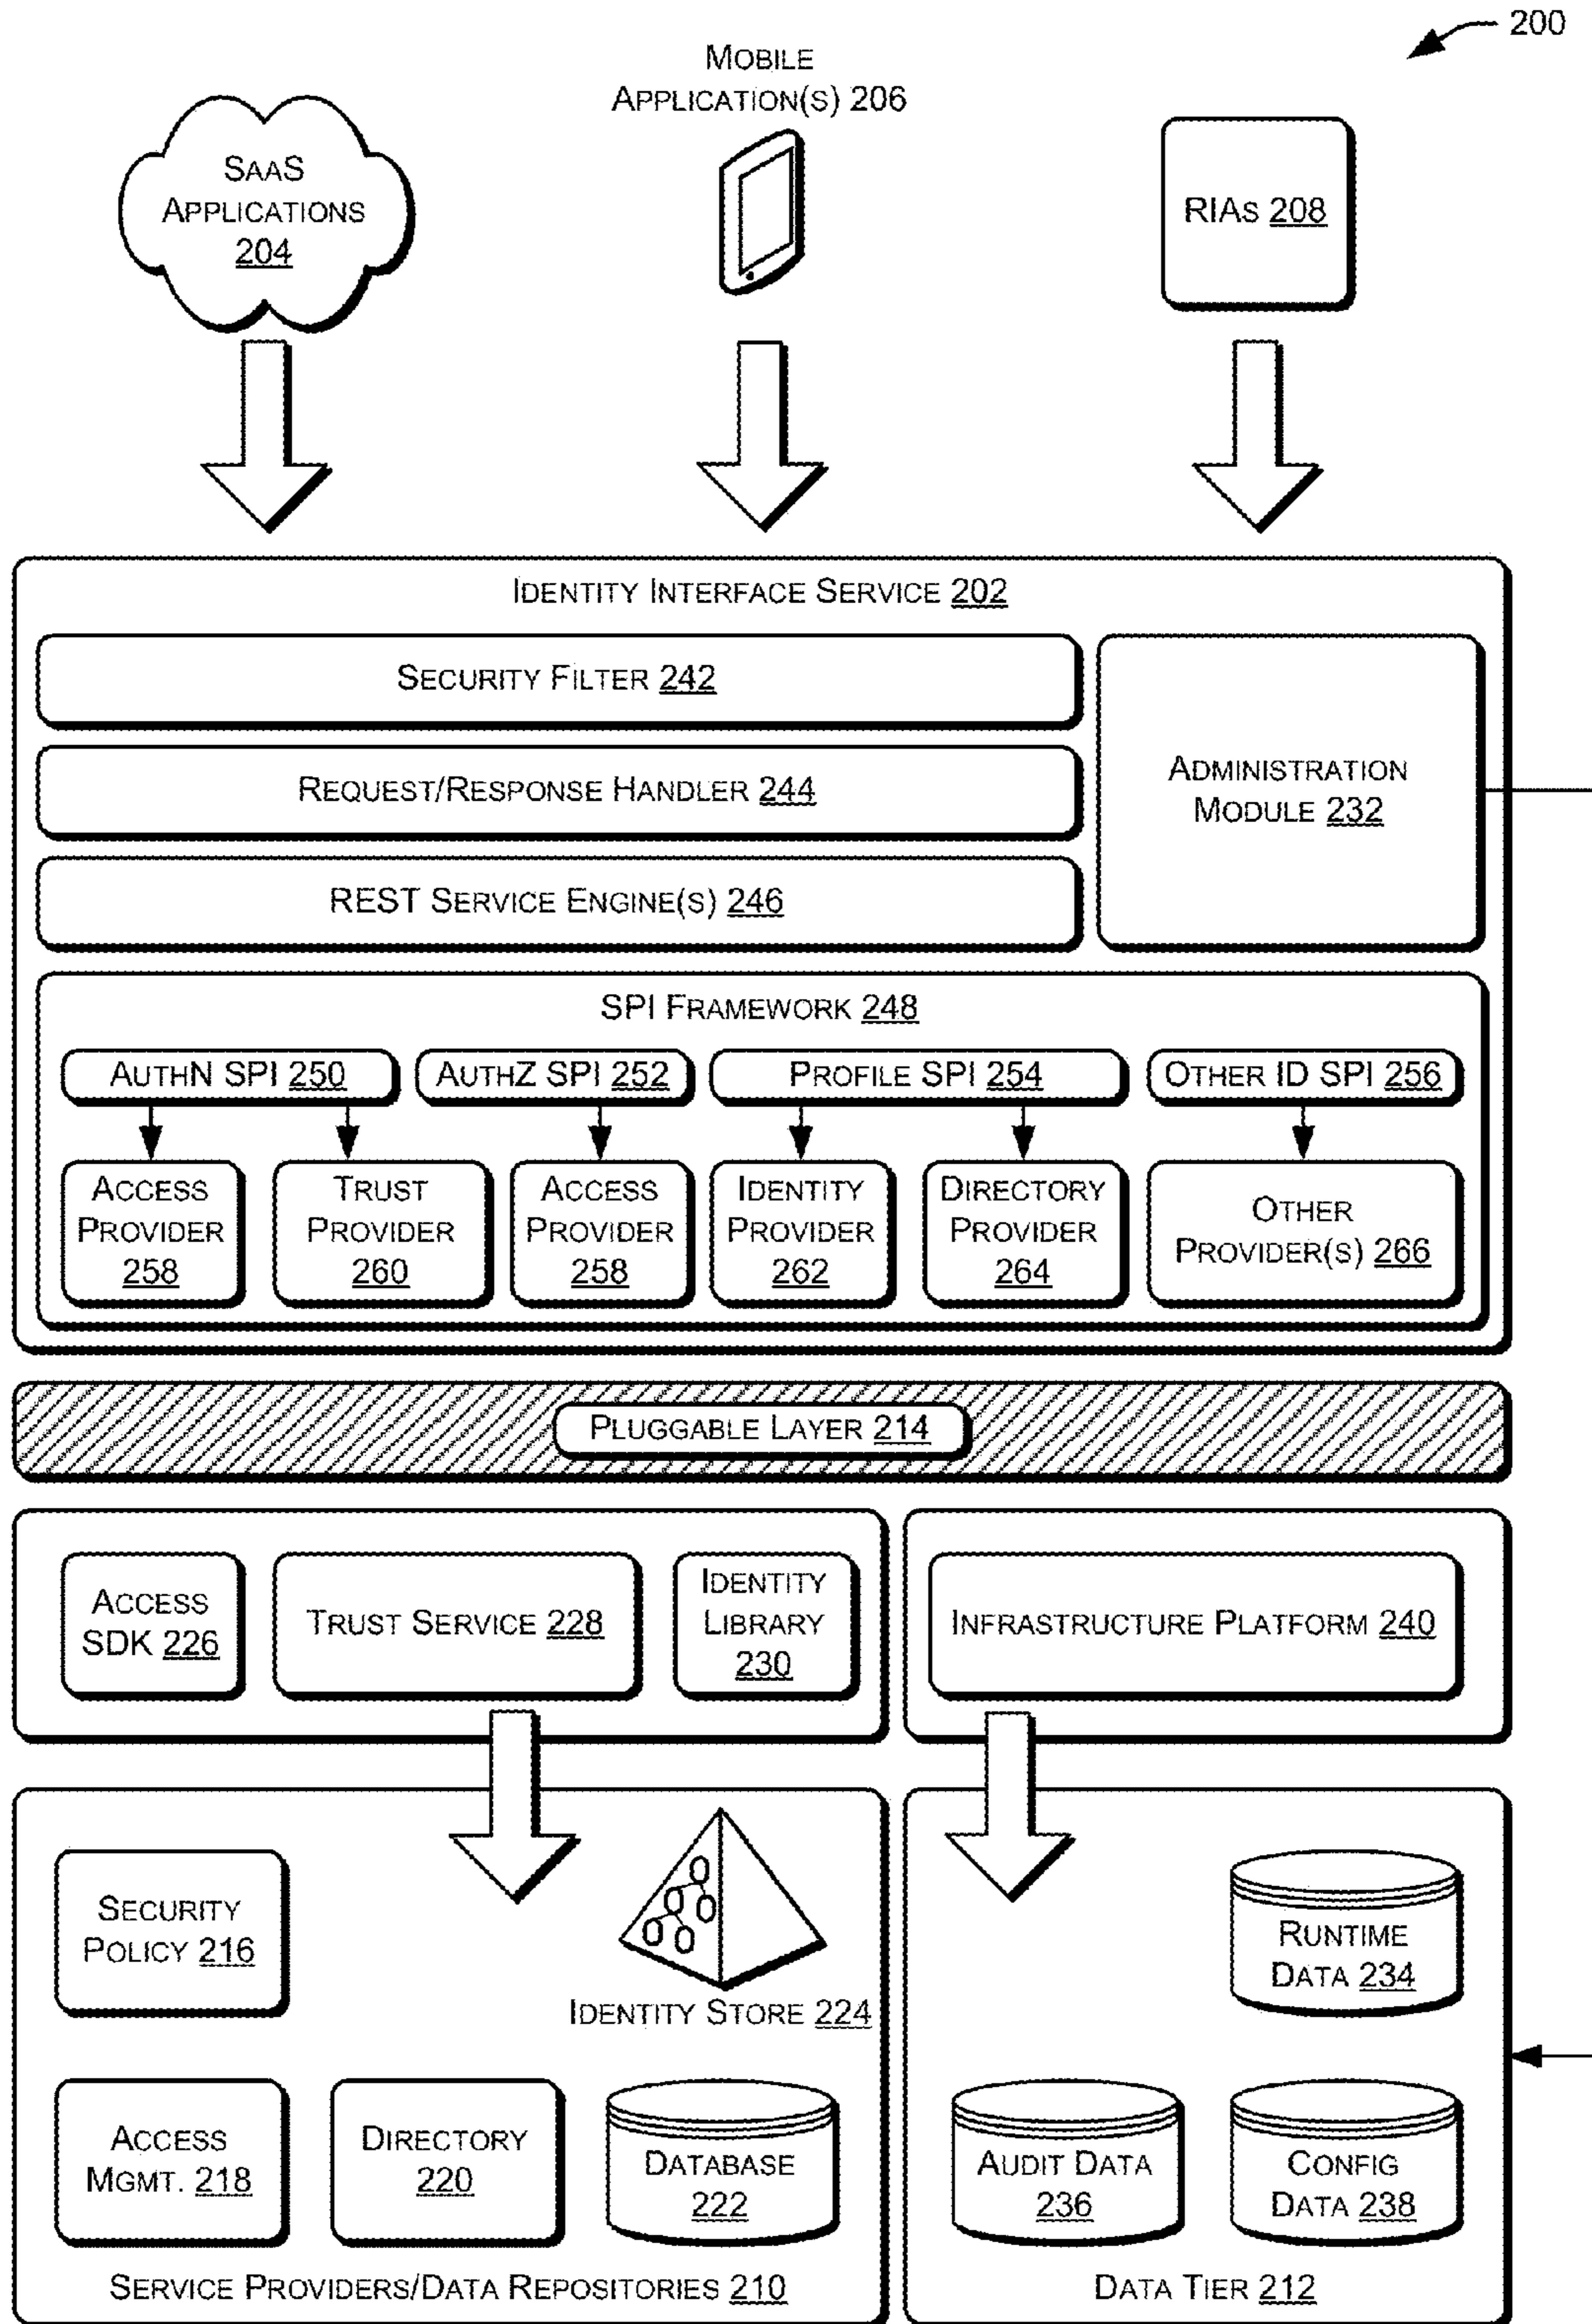 200
MOBILE
APPLICATION(S) 206
SAAS
APPLICATIONS
204
RIAS 208
IDENTITY INTERFACE SERVICE 202
SECURITY FILTER 242
REQUEST/RESPONSE HANDLER 244
REST SERVICE ENGINE(S) 246
ADMINISTRATION
MODULE 232
SPI FRAMEWORK 248
AUTHN SPI 250
AUTHZ SPI 252
PROFILE SPI 254
OTHER ID SPI 256
ACCESS
PROVIDER
258
TRUST
PROVIDER
260
ACCESS
PROVIDER
258
IDENTITY
PROVIDER
262
DIRECTORY
PROVIDER
264
OTHER
PROVIDER(S) 266
PLUGGABLE LAYER 214
ACCESS
SDK 226
TRUST SERVICE 228
IDENTITY
LIBRARY
230
INFRASTRUCTURE PLATFORM 240
SECURITY
POLICY 216
IDENTITY STORE 224
ACCESS
MGMT. 218
DIRECTORY
220
DATABASE
222
SERVICE PROVIDERS/DATA REPOSITORIES 210
RUNTIME
DATA 234
AUDIT DATA
236
CONFIG
DATA 238
DATA TIER 212